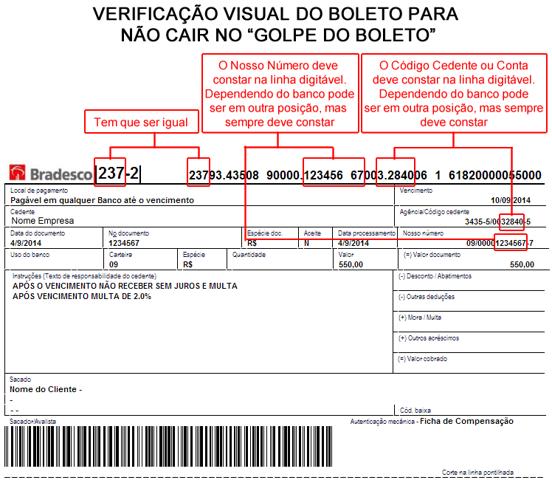 VERIFICAÇÃO VISUAL DO BOLETO PARA
NÃO CAIR NO “GOLPE DO BOLETO”
Tem que ser igual
O Nosso Número deve
constar na linha digitável.
Dependendo do banco pode
ser em outra posição, mas
sempre deve constar
O Código Cedente ou Conta
deve constar na linha digitável.
Dependendo do banco pode
ser em outra posição, mas
sempre deve constar
Bradesco |237-2| 23793.43508 90000.123456 67003.284006 1 61820000055000
Local de pagamento
Pagável em qualquer Banco até o vencimento
Vencimento
10/09/2014
Cedente
Nome Empresa
Agência/Código cedente
3435-5/0032840-5
Data do documento
4/9/2014
No documento
1234567
Espécie doc.
R$
Aceite
N
Data processamento
4/9/2014
Nosso número
09/00001234567-7
Uso do banco
Carteira
09
Espécie
R$
Quantidade
Valor
550,00
(=) Valor documento
550,00
Instruções (Texto de responsabilidade do cedente)
APÓS O VENCIMENTO NÃO RECEBER SEM JUROS E MULTA
APÓS VENCIMENTO MULTA DE 2.0%
(-) Desconto / Abatimentos
(-) Outras deduções
(+) Mora / Multa
(+) Outros acréscimos
(=) Valor cobrado
Sacado
Nome do Cliente -
-
- -
Cód. baixa
Sacador/Avalista
Autenticação mecânica - Ficha de Compensação
Corte na linha pontilhada